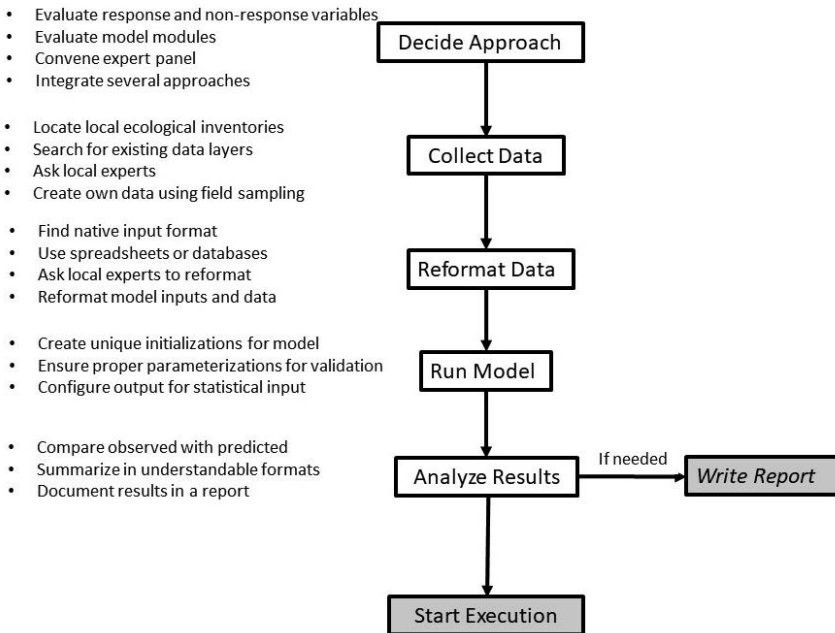 • Evaluate response and non-response variables
• Evaluate model modules
• Convene expert panel
• Integrate several approaches
Decide Approach
• Locate local ecological inventories
• Search for existing data layers
• Ask local experts
• Create own data using field sampling
Collect Data
• Find native input format
• Use spreadsheets or databases
• Ask local experts to reformat
• Reformat model inputs and data
Reformat Data
• Create unique initializations for model
• Ensure proper parameterizations for validation
• Configure output for statistical input
Run Model
• Compare observed with predicted
• Summarize in understandable formats
• Document results in a report
Analyze Results
If needed
Write Report
Start Execution